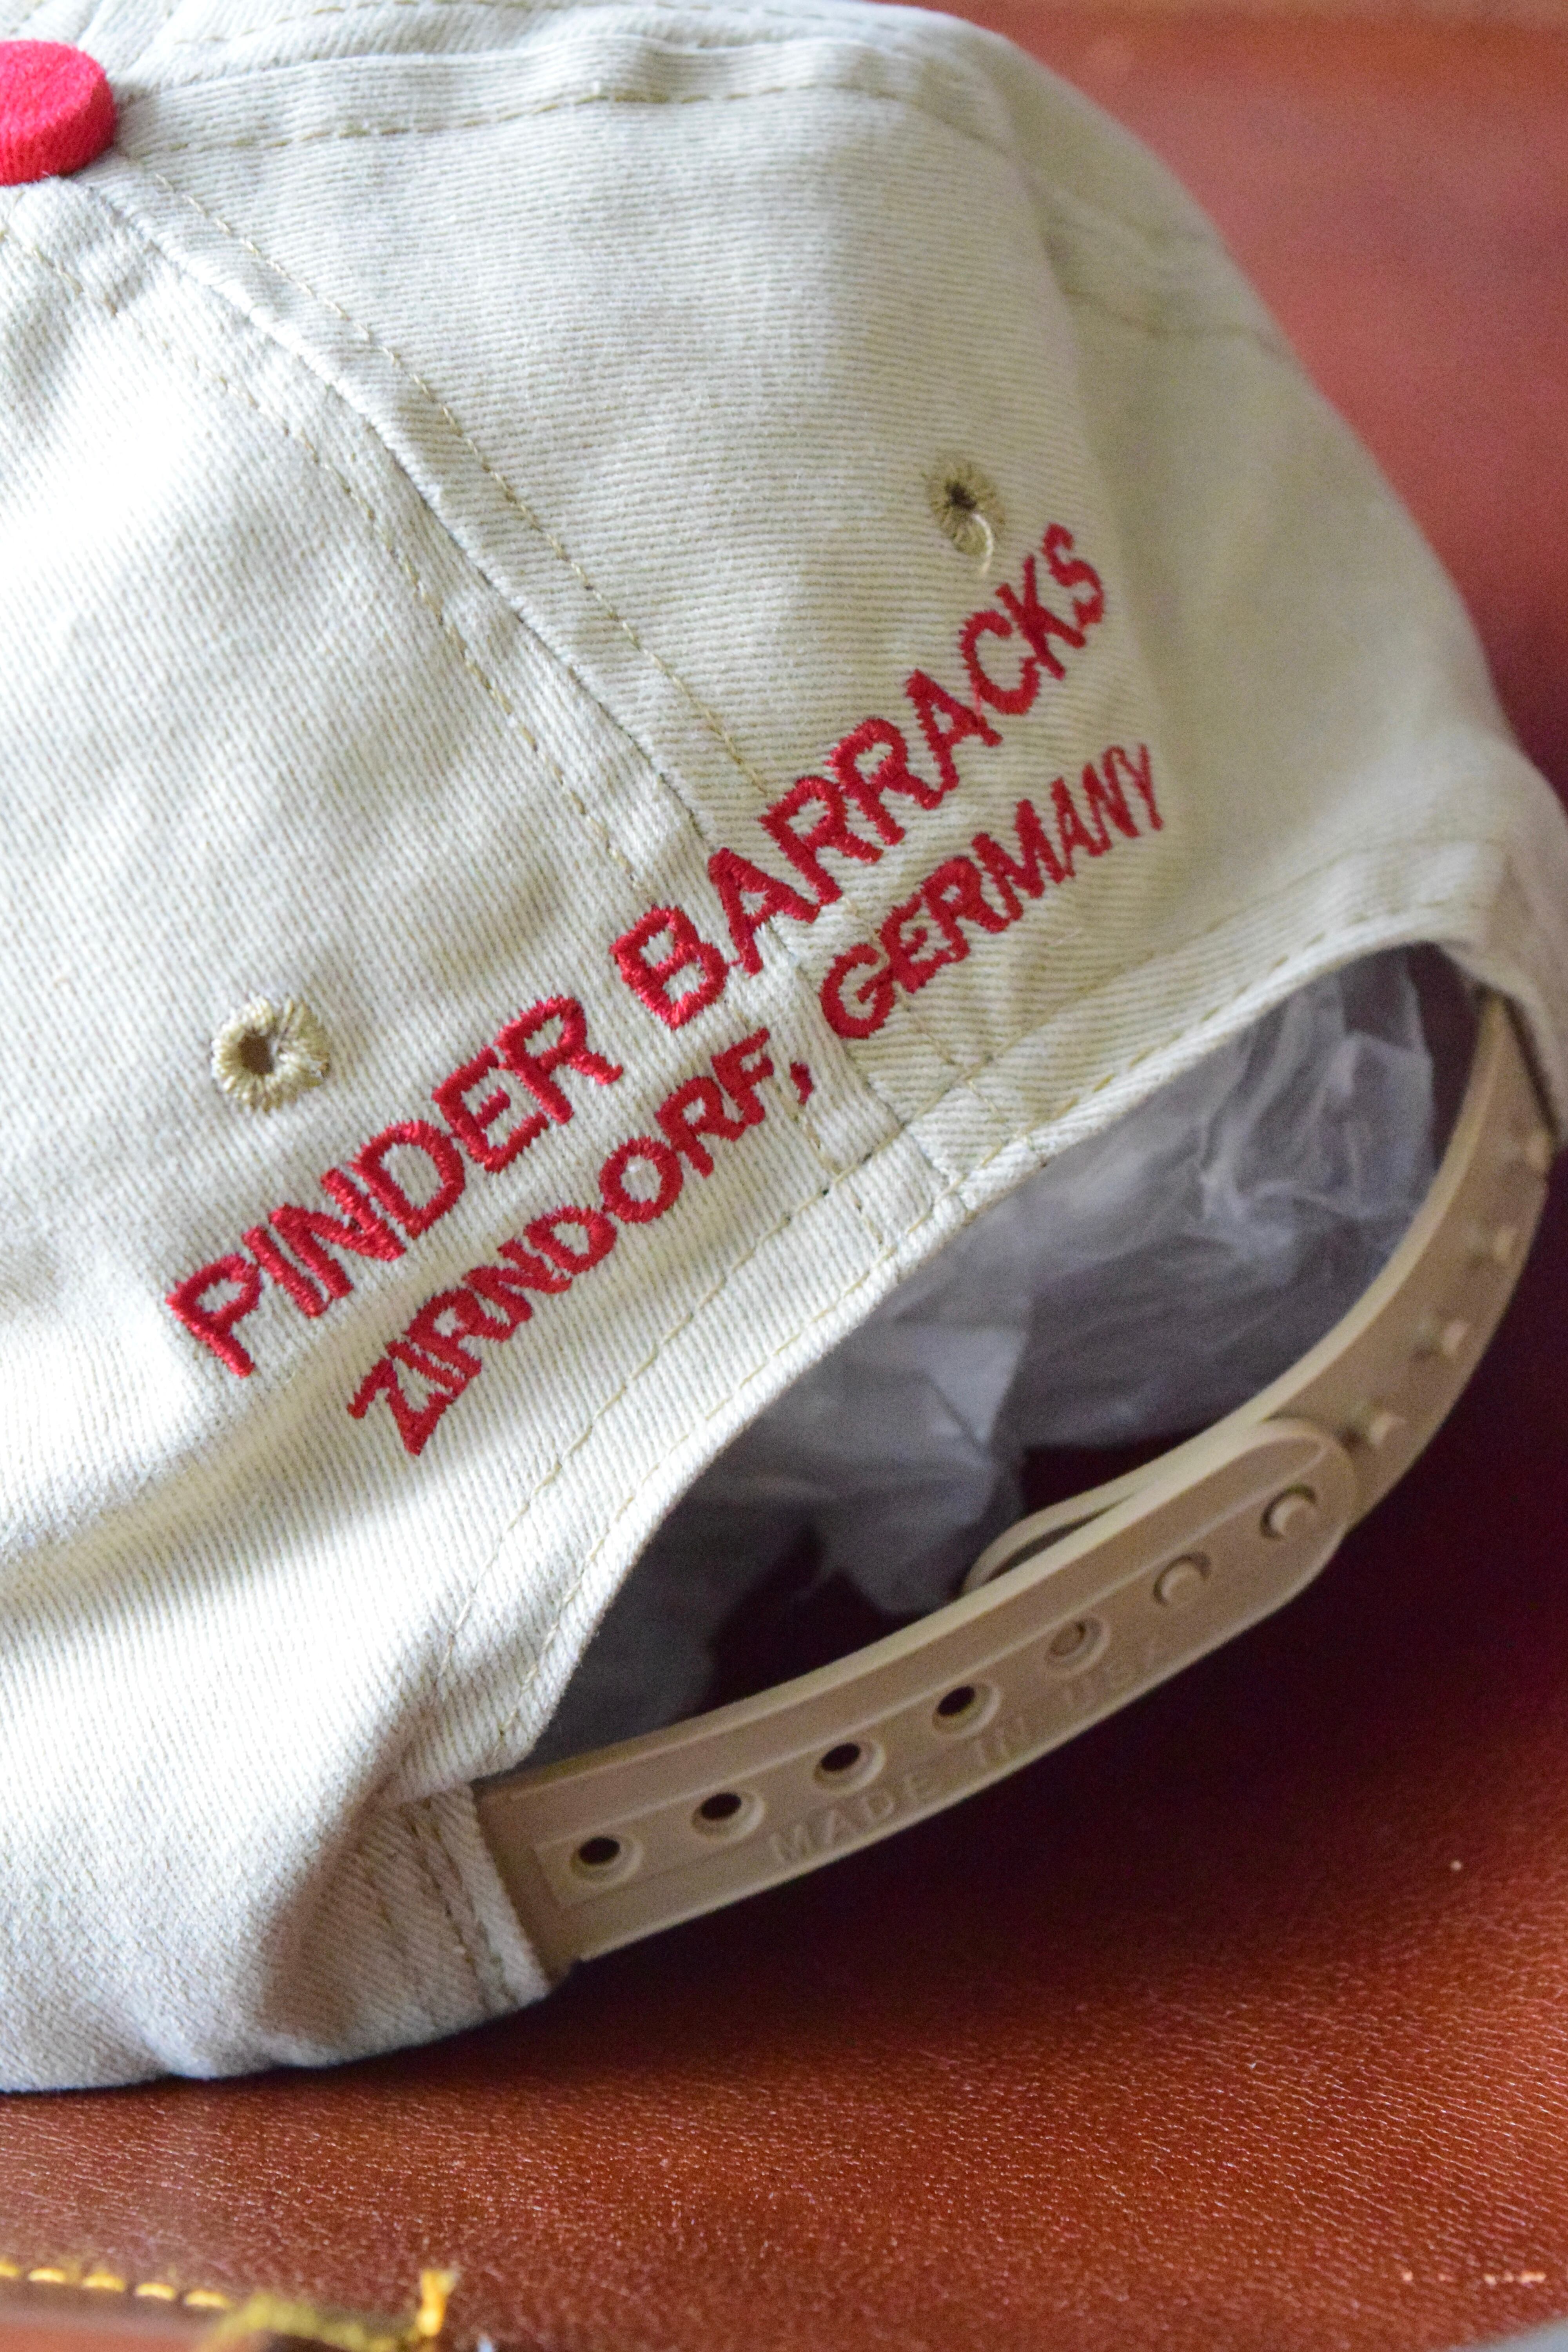 PINDER BARRACKS
ZIRNDORF, GERMANY
MADE IN USA